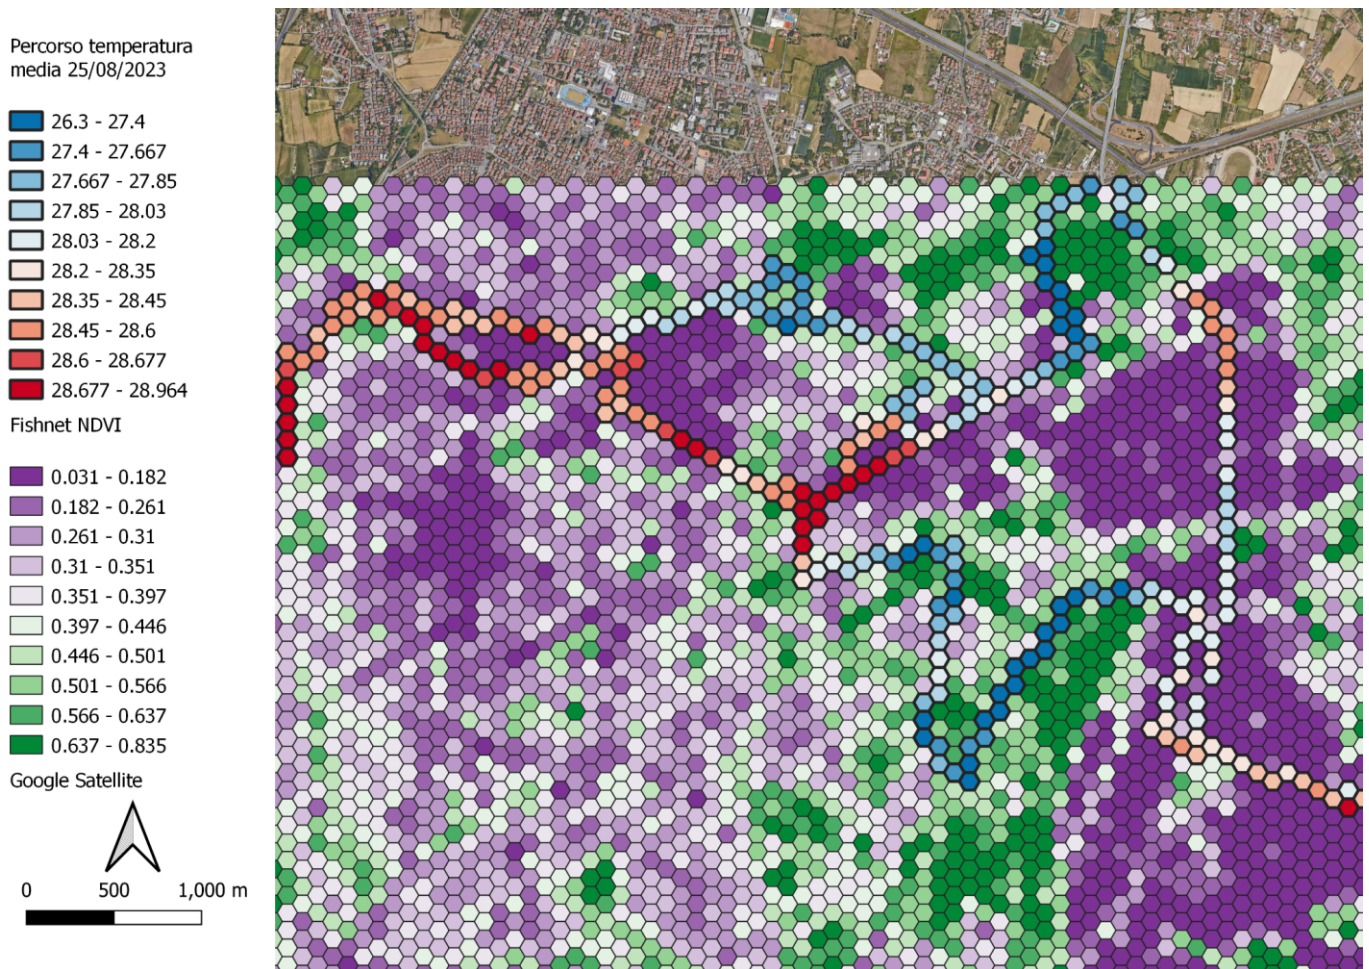 Percorso temperatura
media 25/08/2023
26.3 - 27.4
27.4 - 27.667
27.667 - 27.85
27.85 - 28.03
28.03 - 28.2
28.2 - 28.35
28.35 - 28.45
28.45 - 28.6
28.6 - 28.677
28.677 - 28.964
Fishnet NDVI
0.031 - 0.182
0.182 - 0.261
0.261 - 0.31
0.31 - 0.351
0.351 - 0.397
0.397 - 0.446
0.446 - 0.501
0.501 - 0.566
0.566 - 0.637
0.637 - 0.835
Google Satellite
0 500 1,000 m